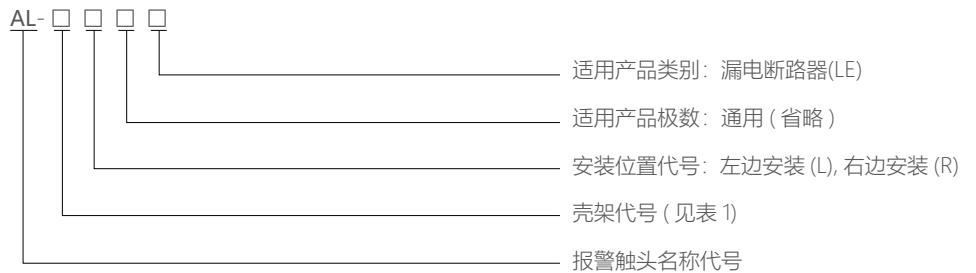 AL-□ □ □ □
适用产品类别：漏电断路器(LE)
适用产品极数：通用 ( 省略 )
安装位置代号：左边安装 (L), 右边安装 (R)
壳架代号 ( 见表 1)
报警触头名称代号